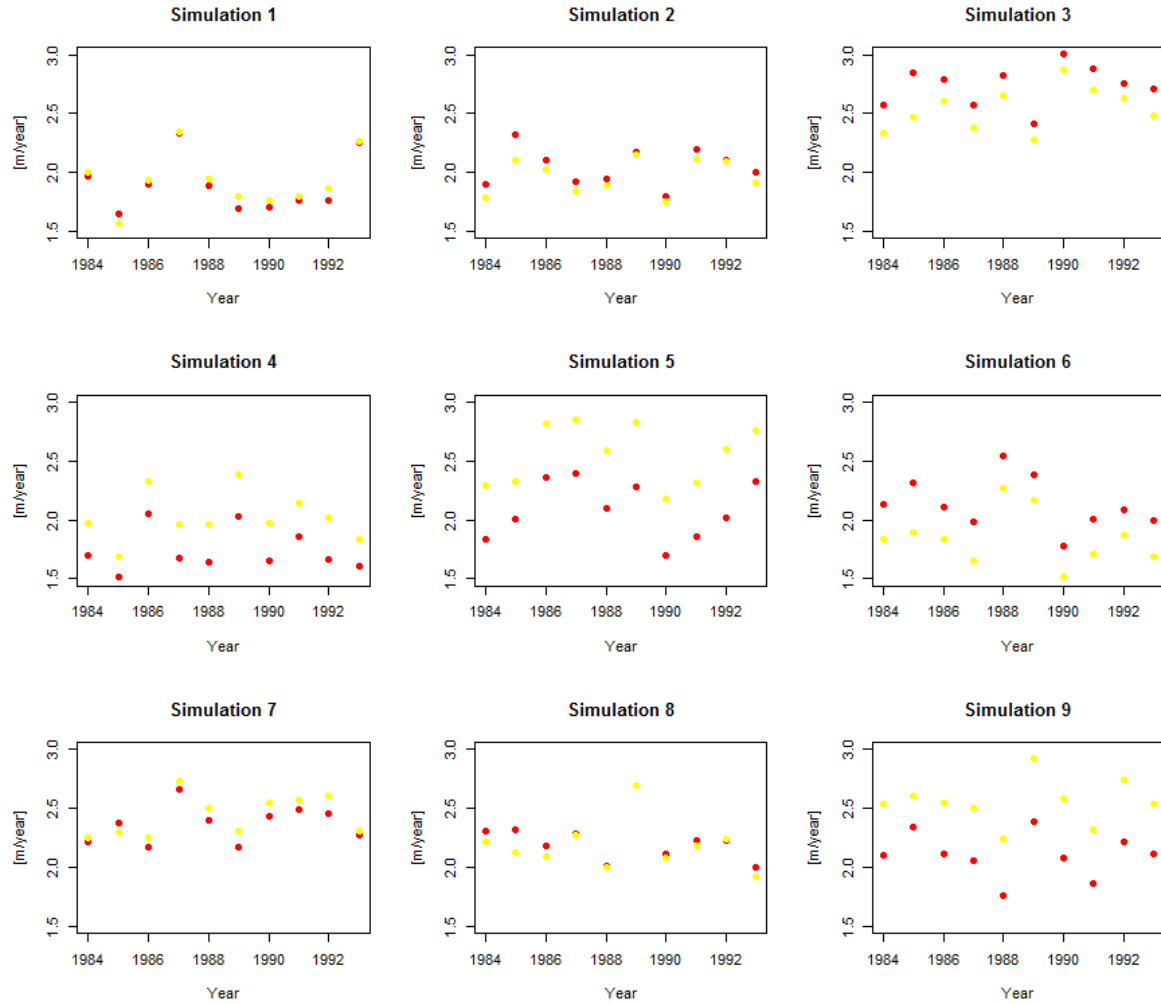 Simulation 1
[m/year]
3.0
2.5
2.0
1.5
1984 1986 1988 1990 1992
Year
Simulation 2
[m/year]
3.0
2.5
2.0
1.5
1984 1986 1988 1990 1992
Year
Simulation 3
[m/year]
3.0
2.5
2.0
1.5
1984 1986 1988 1990 1992
Year
Simulation 4
[m/year]
3.0
2.5
2.0
1.5
1984 1986 1988 1990 1992
Year
Simulation 5
[m/year]
3.0
2.5
2.0
1.5
1984 1986 1988 1990 1992
Year
Simulation 6
[m/year]
3.0
2.5
2.0
1.5
1984 1986 1988 1990 1992
Year
Simulation 7
[m/year]
3.0
2.5
2.0
1.5
1984 1986 1988 1990 1992
Year
Simulation 8
[m/year]
3.0
2.5
2.0
1.5
1984 1986 1988 1990 1992
Year
Simulation 9
[m/year]
3.0
2.5
2.0
1.5
1984 1986 1988 1990 1992
Year